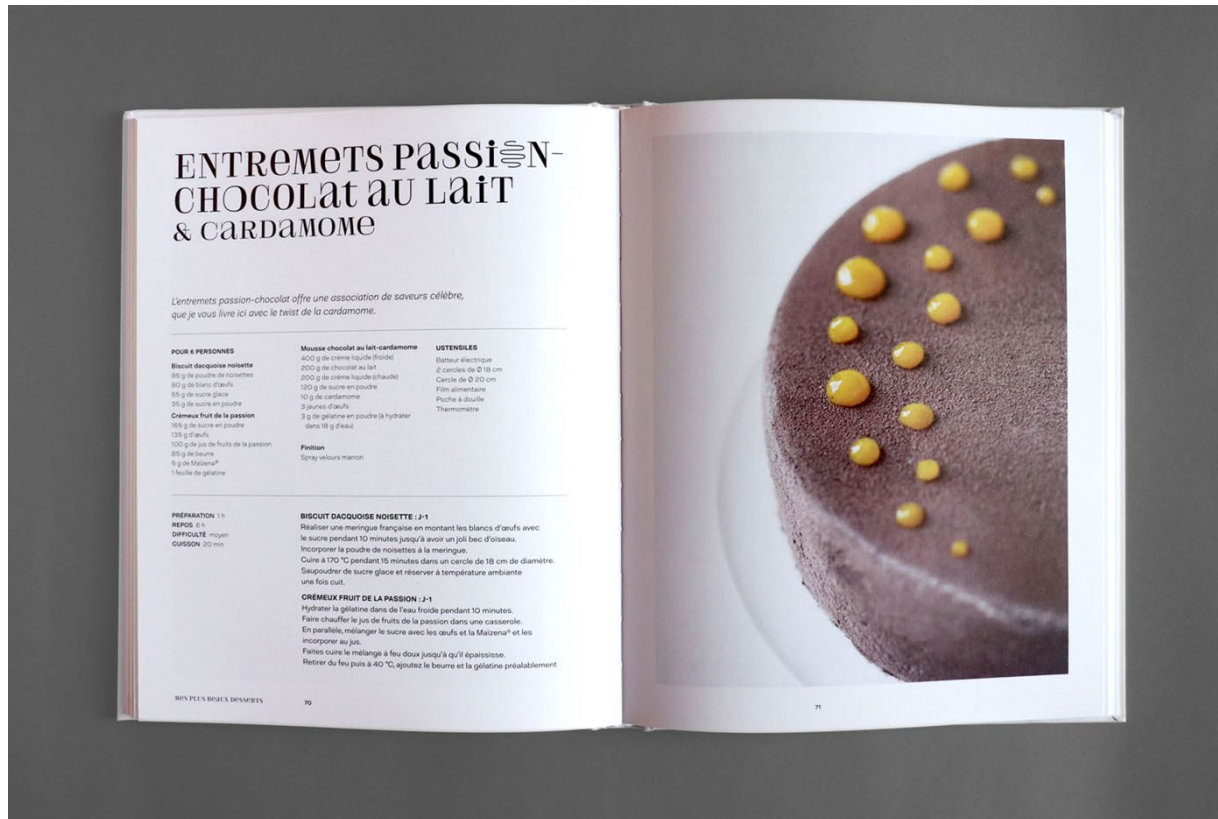 ENTREMETS PASSION-
CHOCOLAT AU LAIT
& CARDAMOME
L'entremets passion-chocolat offre une association de saveurs célèbre,
que je vous livre ici avec le twist de la cardamome.
POUR 6 PERSONNES
Biscuit dacquoise noisette
85 g de poudre de noisettes
80 g de blanc d'œufs
55 g de sucre glace
35 g de sucre en poudre
Crémeux fruit de la passion
165 g de sucre en poudre
135 g d'œufs
100 g de jus de fruits de la passion
85 g de beurre
5 g de Maïzena®
1 feuille de gélatine
Mousse chocolat au lait-cardamome
400 g de crème liquide (froide)
200 g de chocolat au lait
200 g de crème liquide (chaude)
120 g de sucre en poudre
10 g de cardamome
3 jaunes d'œufs
3 g de gélatine en poudre (à hydrater
dans 18 g d'eau)
Finition
Spray velours marron
USTENSILES
Batteur électrique
2 cercles de Ø 18 cm
Cercle de Ø 20 cm
Film alimentaire
Poche à douille
Thermomètre
PRÉPARATION 1 h
REPOS 6 h
DIFFICULTÉ moyen
CUISSON 20 min
BISCUIT DACQUOISE NOISETTE : J-1
Réaliser une meringue française en montant les blancs d'œufs avec
le sucre pendant 10 minutes jusqu'à avoir un joli bec d'oiseau.
Incorporer la poudre de noisettes à la meringue.
Cuire à 170 °C pendant 15 minutes dans un cercle de 18 cm de diamètre.
Saupoudrer de sucre glace et réserver à température ambiante
une fois cuit.
CRÉMEUX FRUIT DE LA PASSION : J-1
Hydrater la gélatine dans de l'eau froide pendant 10 minutes.
Faire chauffer le jus de fruits de la passion dans une casserole.
En parallèle, mélanger le sucre avec les œufs et la Maïzena® et les
incorporer au jus.
Faites cuire le mélange à feu doux jusqu'à qu'il épaississe.
Retirer du feu puis à 40 °C, ajoutez le beurre et la gélatine préalablement
MES PLUS BEAUX DESSERTS
70
71